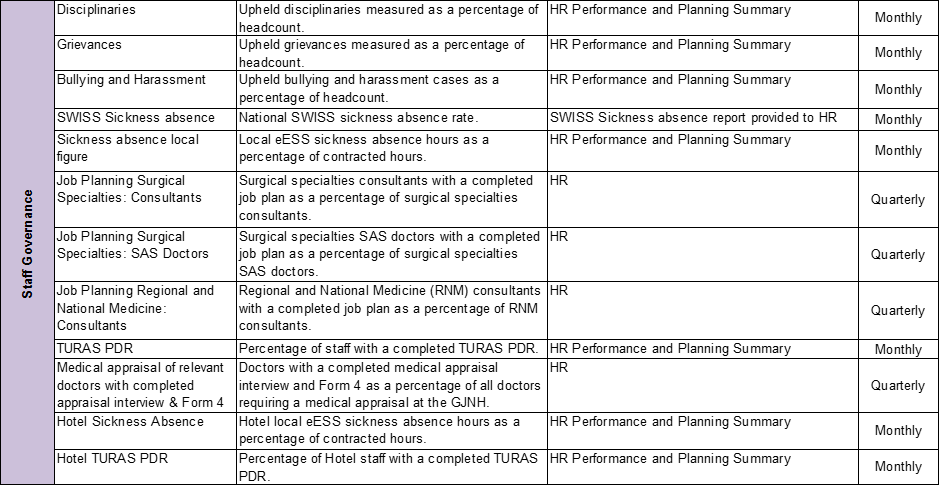 Staff Governance
Disciplinaries
Upheld disciplinaries measured as a percentage of
headcount.
HR Performance and Planning Summary
Monthly
Grievances
Upheld grievances measured as a percentage of
headcount.
HR Performance and Planning Summary
Monthly
Bullying and Harassment
Upheld bullying and harassment cases as a
percentage of headcount.
HR Performance and Planning Summary
Monthly
SWISS Sickness absence
National SWISS sickness absence rate.
SWISS Sickness absence report provided to HR
Monthly
Sickness absence local
figure
Local eESS sickness absence hours as a
percentage of contracted hours.
HR Performance and Planning Summary
Monthly
Job Planning Surgical
Specialties: Consultants
Surgical specialties consultants with a completed
job plan as a percentage of surgical specialties
consultants.
HR
Quarterly
Job Planning Surgical
Specialties: SAS Doctors
Surgical specialties SAS doctors with a completed
job plan as a percentage of surgical specialties
SAS doctors.
HR
Quarterly
Job Planning Regional and
National Medicine:
Consultants
Regional and National Medicine (RNM) consultants
with a completed job plan as a percentage of RNM
consultants.
HR
Quarterly
TURAS PDR
Percentage of staff with a completed TURAS PDR.
HR Performance and Planning Summary
Monthly
Medical appraisal of relevant
doctors with completed
appraisal interview & Form 4
Doctors with a completed medical appraisal
interview and Form 4 as a percentage of all doctors
requiring a medical appraisal at the GJNH.
HR
Quarterly
Hotel Sickness Absence
Hotel local eESS sickness absence hours as a
percentage of contracted hours.
HR Performance and Planning Summary
Monthly
Hotel TURAS PDR
Percentage of Hotel staff with a completed TURAS
PDR.
HR Performance and Planning Summary
Monthly